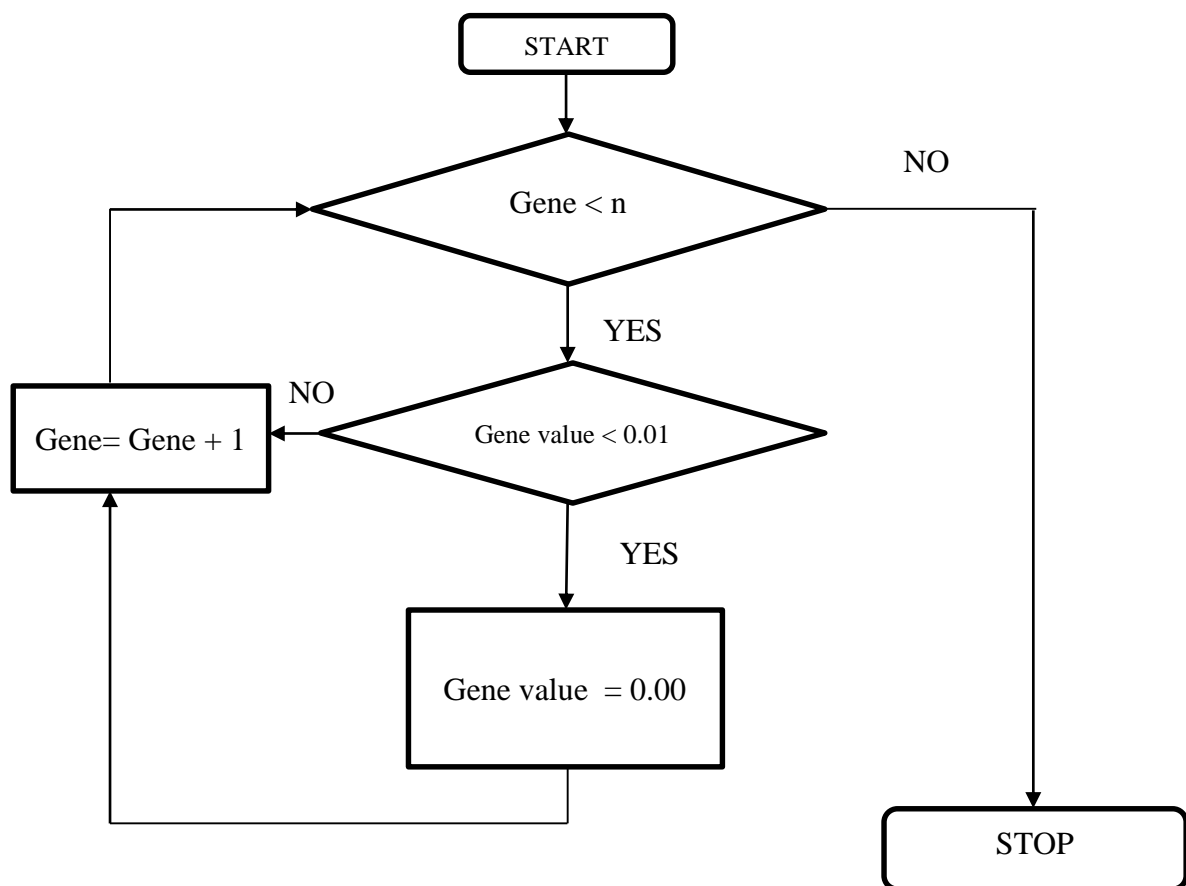 START
NO
Gene < n
YES
NO
Gene= Gene + 1
Gene value < 0.01
YES
Gene value = 0.00
STOP